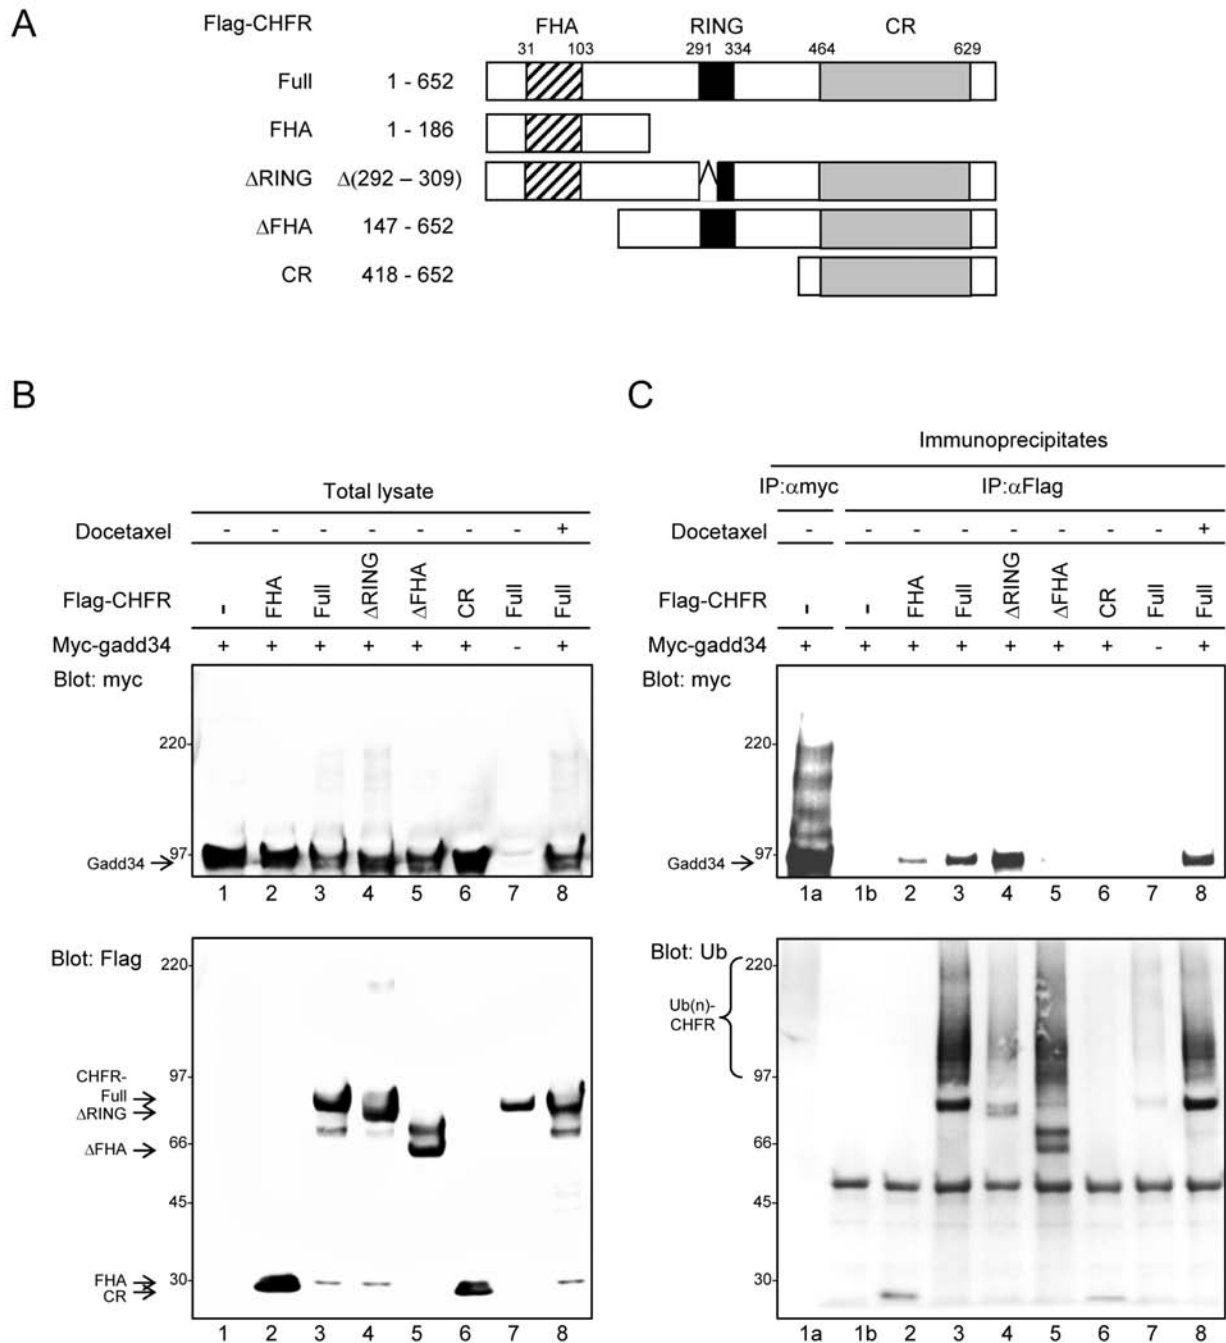 A
Flag-CHFR
FHA RING CR
31 103 291 334 464 629
Full 1 - 652
FHA 1 - 186
ΔRING Δ(292 – 309)
ΔFHA 147 - 652
CR 418 - 652
B
Total lysate
Docetaxel - - - - - - - +
Flag-CHFR - FHA Full ΔRING ΔFHA CR Full Full
Myc-gadd34 + + + + + + - +
Blot: myc
220
97
Gadd34
1 2 3 4 5 6 7 8
Blot: Flag
220
97
CHFR-
Full
ΔRING
66
ΔFHA
45
30
FHA
CR
1 2 3 4 5 6 7 8
C
Immunoprecipitates
IP:αmyc IP:αFlag
Docetaxel - - - - - - - - +
Flag-CHFR - - FHA Full ΔRING ΔFHA CR Full Full
Myc-gadd34 + + + + + + + - +
Blot: myc
220
97
Gadd34
1a 1b 2 3 4 5 6 7 8
Blot: Ub
220
Ub(n)-
CHFR
97
66
45
30
1a 1b 2 3 4 5 6 7 8